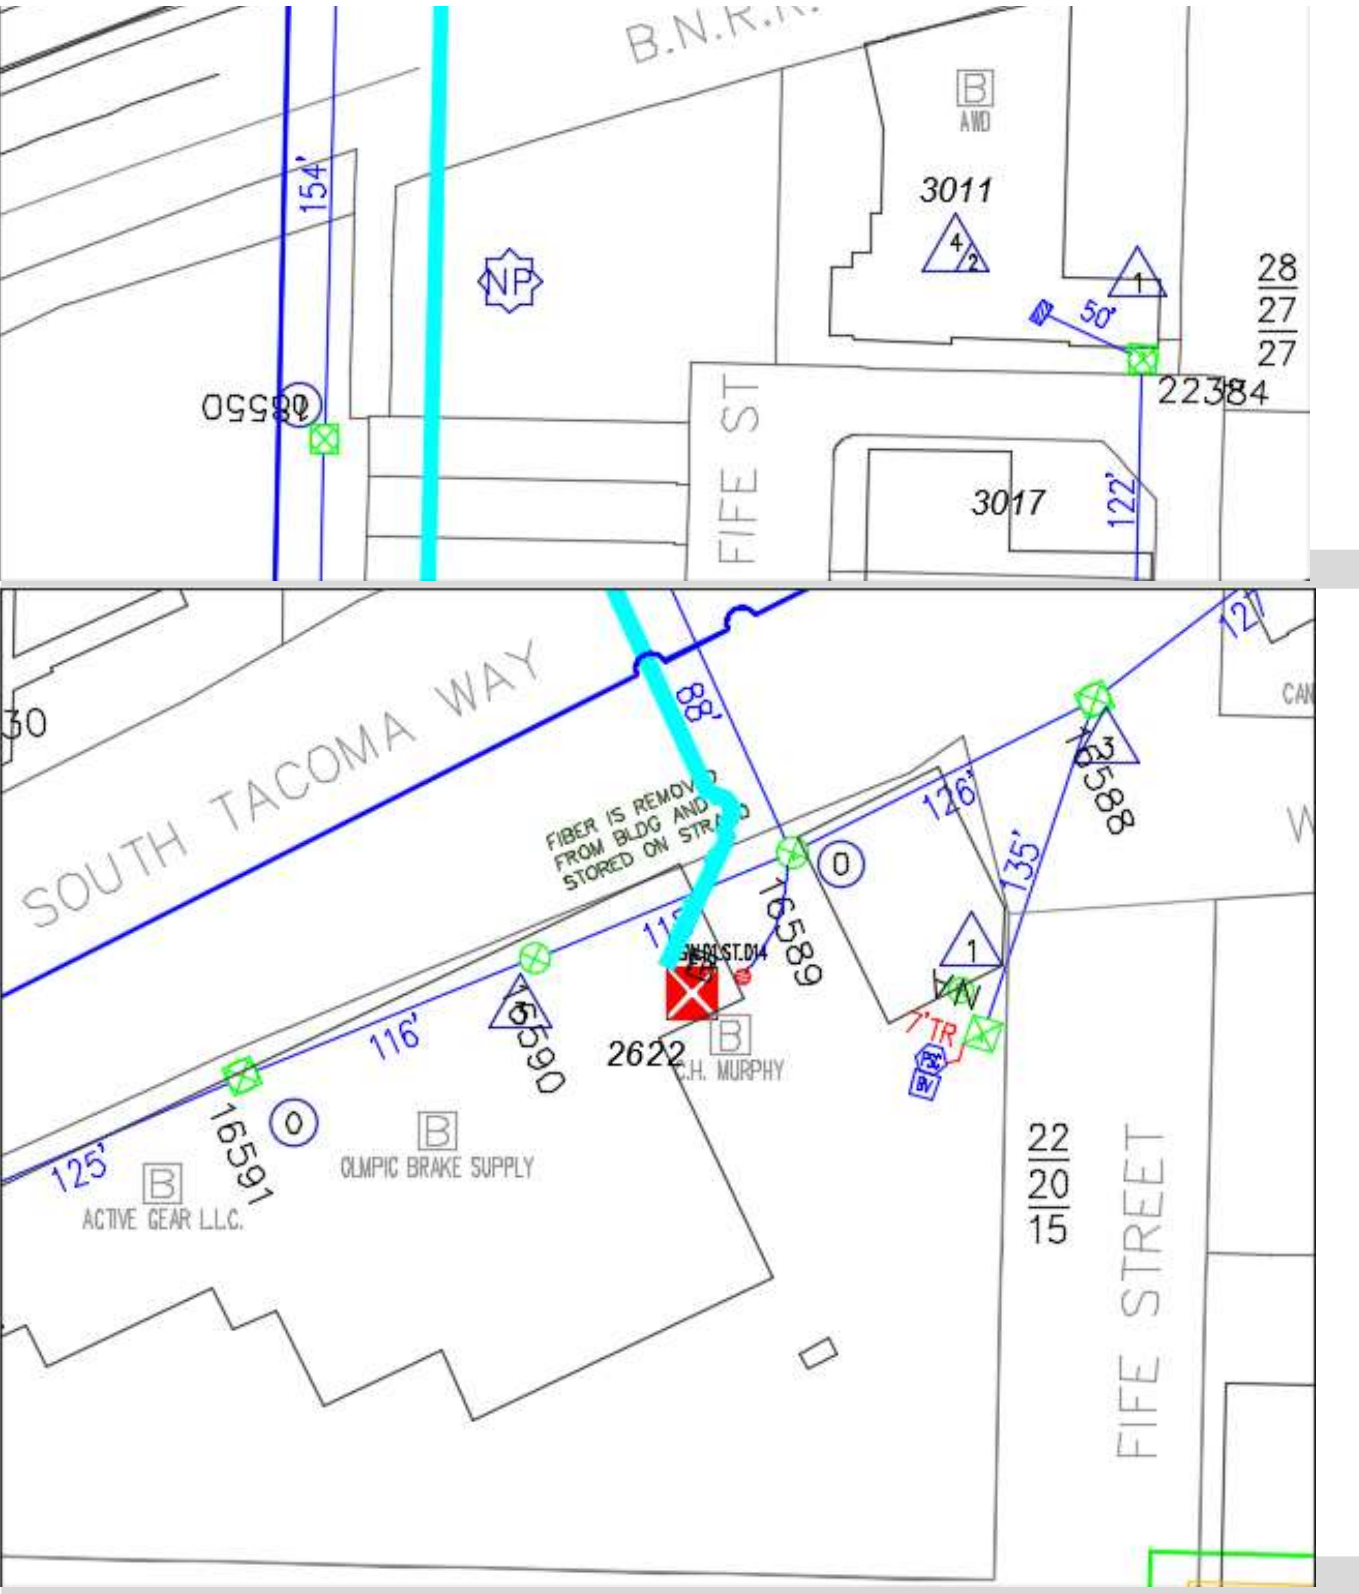 B.N.R.R.
B
AWD
154'
3011
4
2
1
NP
50'
28
27
27
0
18550
FIFE ST
3017
122'
127'
30
SOUTH TACOMA WAY
88'
CAN
3
16588
FIBER IS REMOVED
FROM BLDG AND
STORED ON STRAND
126'
135'
0
16589
1
3
16590
116'
7'TR
2622
B
C.H. MURPHY
16591
0
B
OLMPIC BRAKE SUPPLY
125'
B
ACTIVE GEAR L.L.C.
22
20
15
FIFE STREET